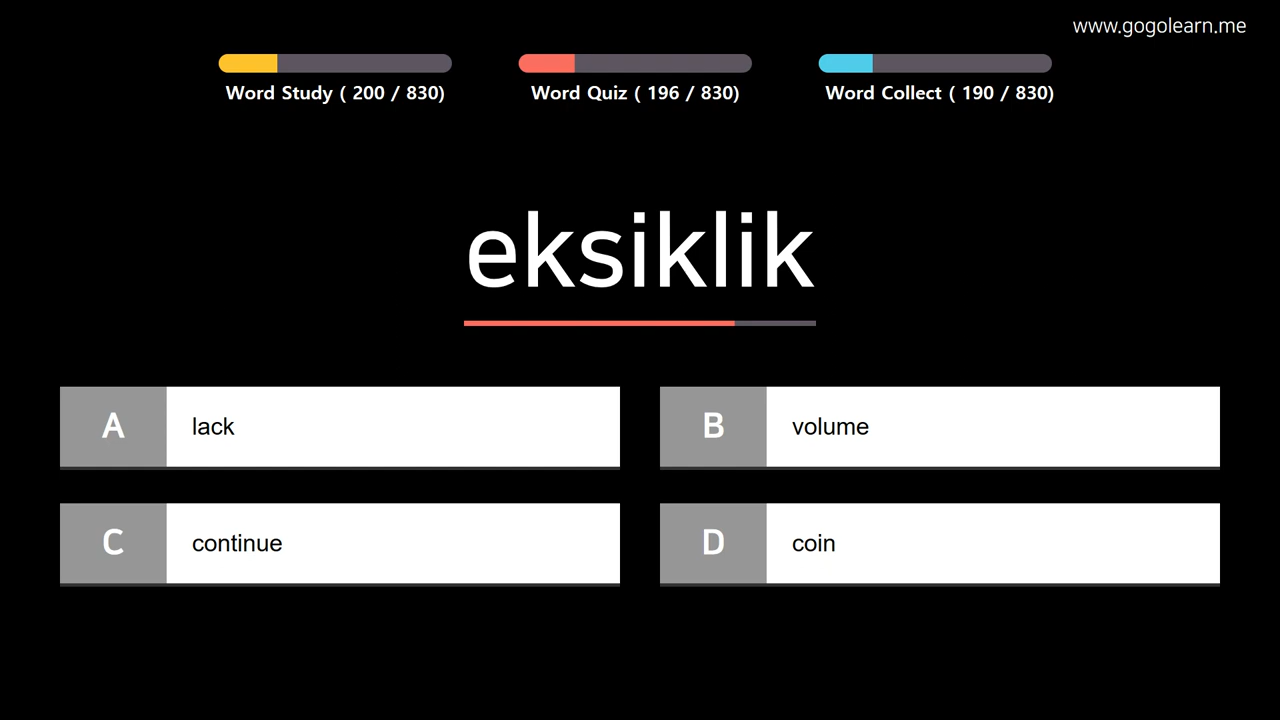 www.gogolearn.me
Word Study ( 200 / 830)
Word Quiz ( 196 / 830)
Word Collect ( 190 / 830)
eksiklik
A lack
B volume
C continue
D coin